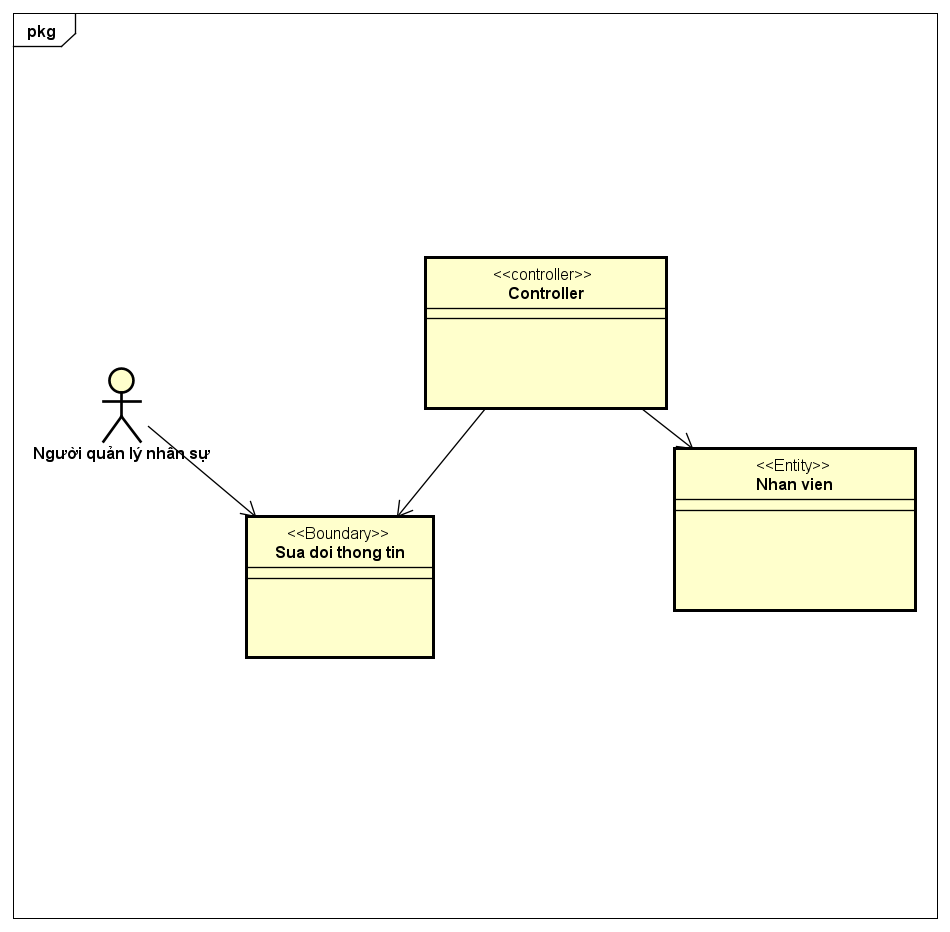 pkg
<<controller>>
Controller
Người quản lý nhân sự
<<Entity>>
Nhan vien
<<Boundary>>
Sua doi thong tin